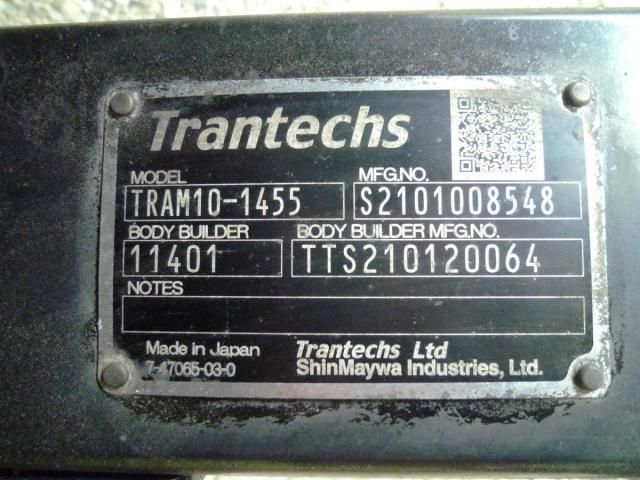 Trantechs
MODEL MFG.NO.
TRAM10-1455 S2101008548
BODY BUILDER BODY BUILDER MFG.NO.
11401 TTS210120064
NOTES
Made in Japan Trantechs Ltd
7-47065-03-0 ShinMaywa Industries, Ltd.